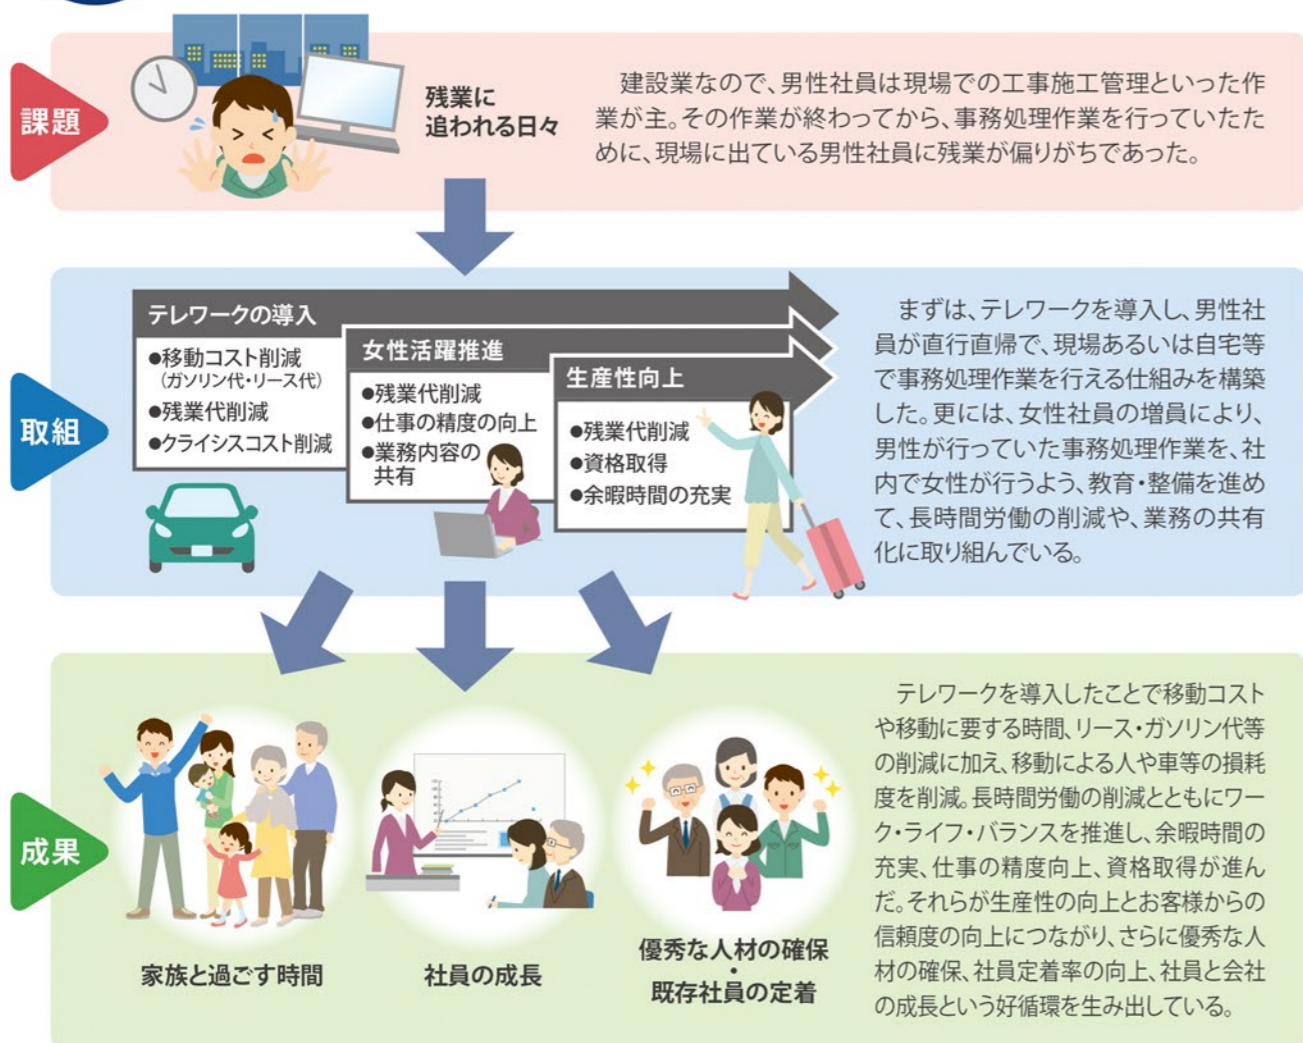 課題
残業に
追われる日々
建設業なので、男性社員は現場での工事施工管理といった作
業が主。その作業が終わってから、事務処理作業を行っていたた
めに、現場に出ている男性社員に残業が偏りがちであった。
取組
テレワークの導入
●移動コスト削減
（ガソリン代・リース代）
●残業代削減
●クライシスコスト削減
女性活躍推進
●残業代削減
●仕事の精度の向上
●業務内容の
共有
生産性向上
●残業代削減
●資格取得
●余暇時間の充実
まずは、テレワークを導入し、男性社
員が直行直帰で、現場あるいは自宅等
で事務処理作業を行える仕組みを構築
した。更には、女性社員の増員により、
男性が行っていた事務処理作業を、社
内で女性が行うよう、教育・整備を進め
て、長時間労働の削減や、業務の共有
化に取り組んでいる。
成果
家族と過ごす時間
社員の成長
優秀な人材の確保
・
既存社員の定着
テレワークを導入したことで移動コスト
や移動に要する時間、リース・ガソリン代等
の削減に加え、移動による人や車等の損耗
度を削減。長時間労働の削減とともにワー
ク・ライフ・バランスを推進し、余暇時間の
充実、仕事の精度向上、資格取得が進ん
だ。それらが生産性の向上とお客様からの
信頼度の向上につながり、さらに優秀な人
材の確保、社員定着率の向上、社員と会社
の成長という好循環を生み出している。